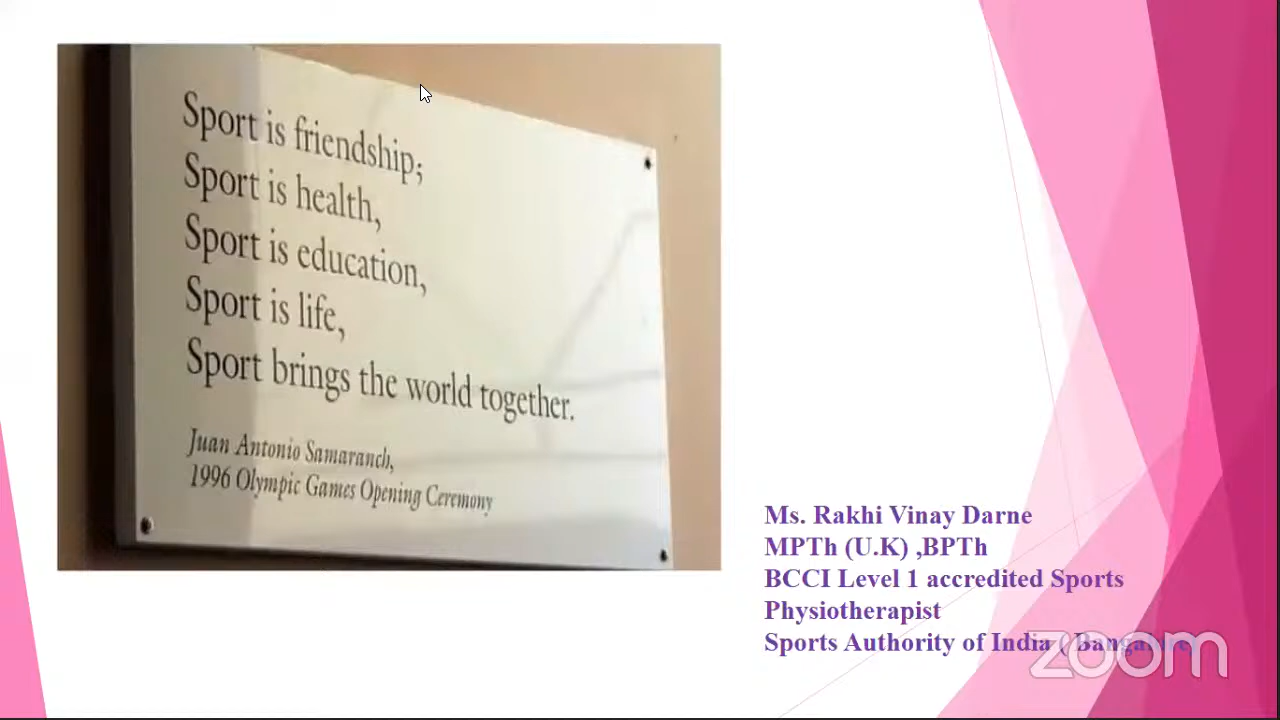 Sport is friendship;
Sport is health,
Sport is education,
Sport is life,
Sport brings the world together.
Juan Antonio Samaranch,
1996 Olympic Games Opening Ceremony
Ms. Rakhi Vinay Darne
MPTh (U.K) ,BPTh
BCCI Level 1 accredited Sports
Physiotherapist
Sports Authority of India ( Bangalore)
zoom